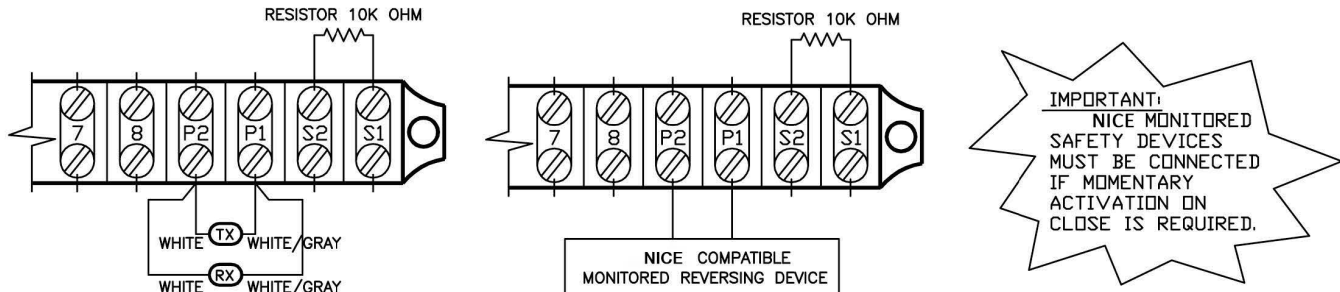 RESISTOR 10K OHM
7 8 P2 P1 S2 S1
WHITE TX WHITE/GRAY
WHITE RX WHITE/GRAY
RESISTOR 10K OHM
7 8 P2 P1 S2 S1
NICE COMPATIBLE
MONITORED REVERSING DEVICE
IMPORTANT:
NICE MONITORED
SAFETY DEVICES
MUST BE CONNECTED
IF MOMENTARY
ACTIVATION ON
CLOSE IS REQUIRED.